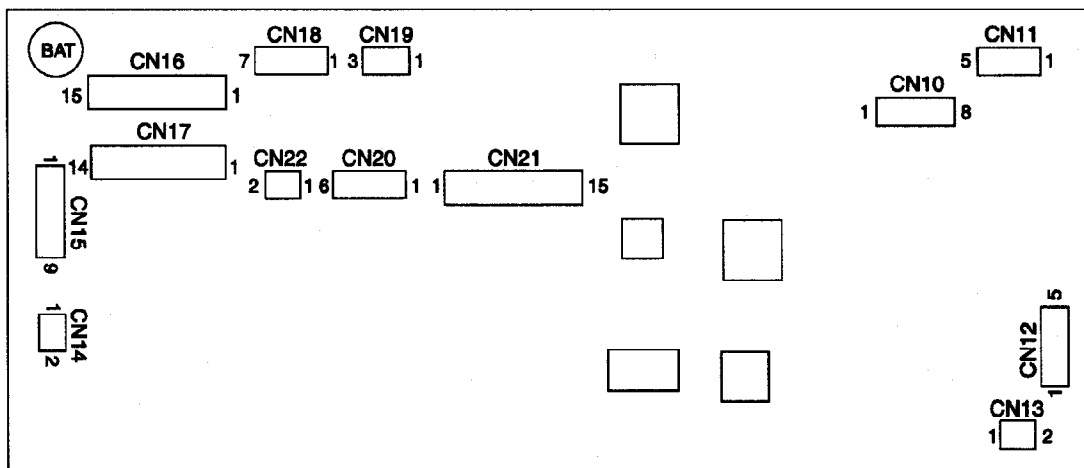 BAT
CN18
7 1
CN19
3 1
CN11
5 1
CN16
15 1
CN10
1 8
CN17
14 1
CN22
2 1
CN20
6 1
CN21
1 15
1
CN15
9
1
CN14
2
5
CN12
1
CN13
1 2